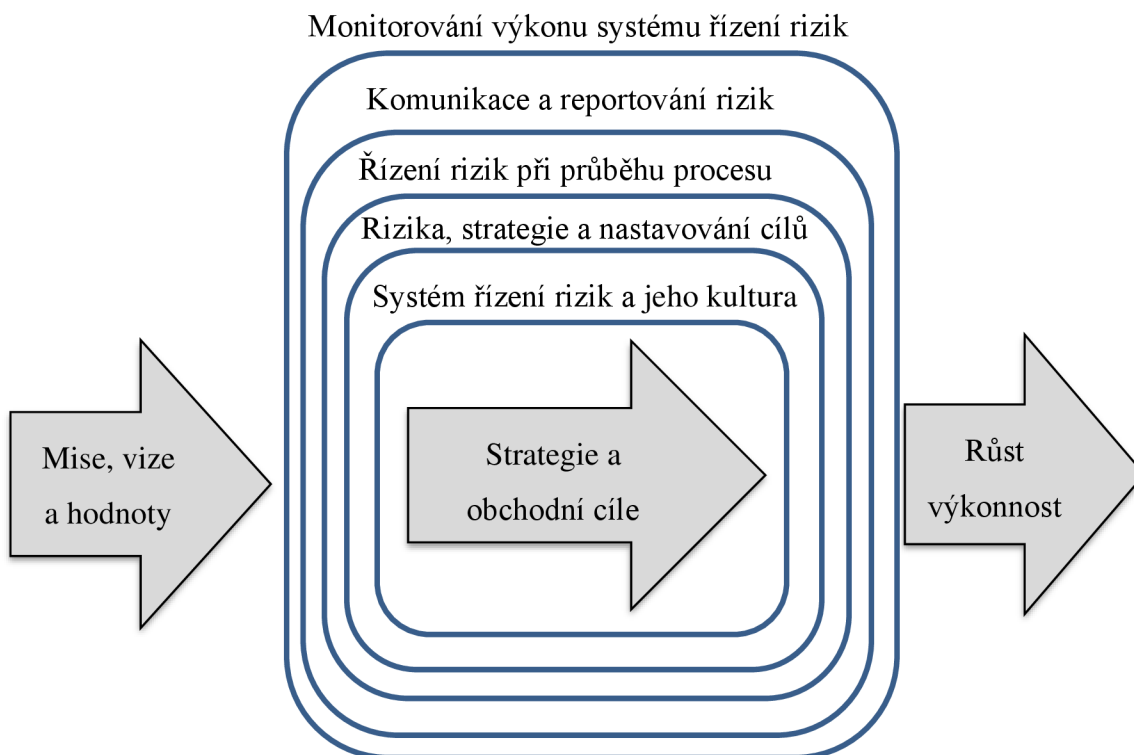 Monitorování výkonu systému řízení rizik
Komunikace a reportování rizik
Řízení rizik při průběhu procesu
Rizika, strategie a nastavování cílů
Systém řízení rizik a jeho kultura
Mise, vize
a hodnoty
Strategie a
obchodní cíle
Růst
výkonnost